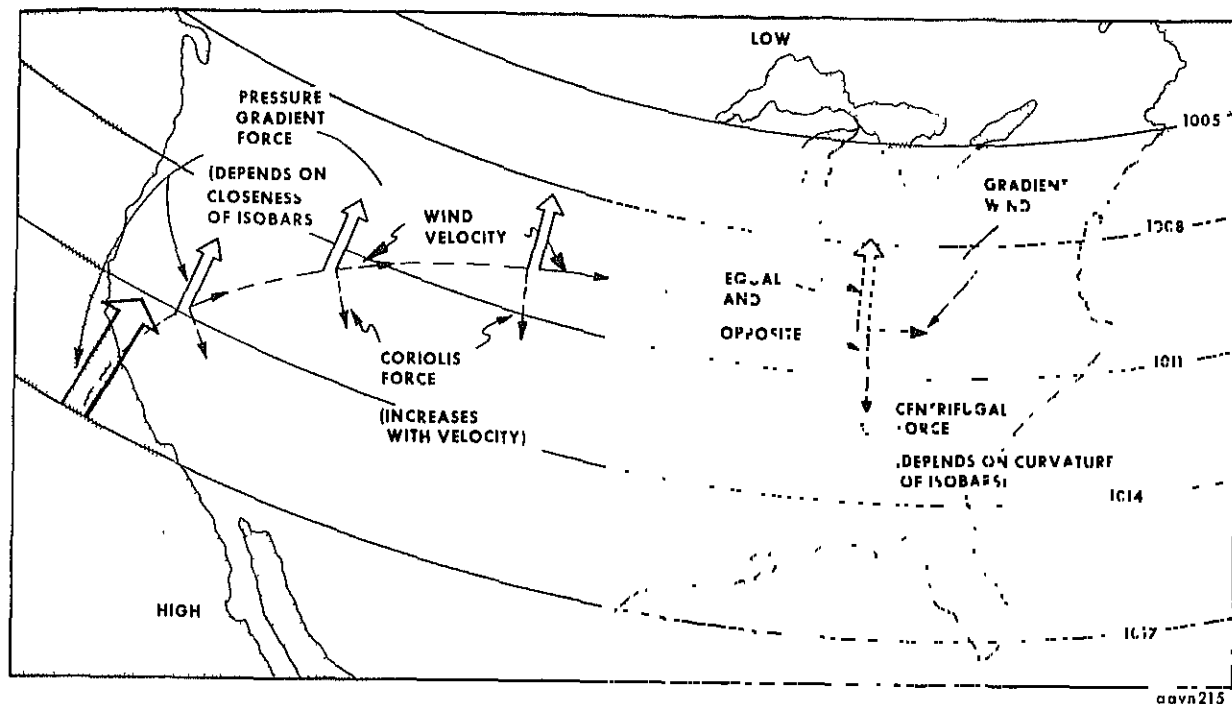 LOW
PRESSURE
GRADIENT
FORCE
(DEPENDS ON
CLOSENESS
OF ISOBARS
WIND
VELOCITY
CORIOLIS
FORCE
(INCREASES
WITH VELOCITY)
HIGH
1005
GRADIENT
WIND
1008
EQUAL
AND
OPPOSITE
1011
CENTRIFUGAL
FORCE
(DEPENDS ON CURVATURE
OF ISOBARS)
1014
1017
aavn215